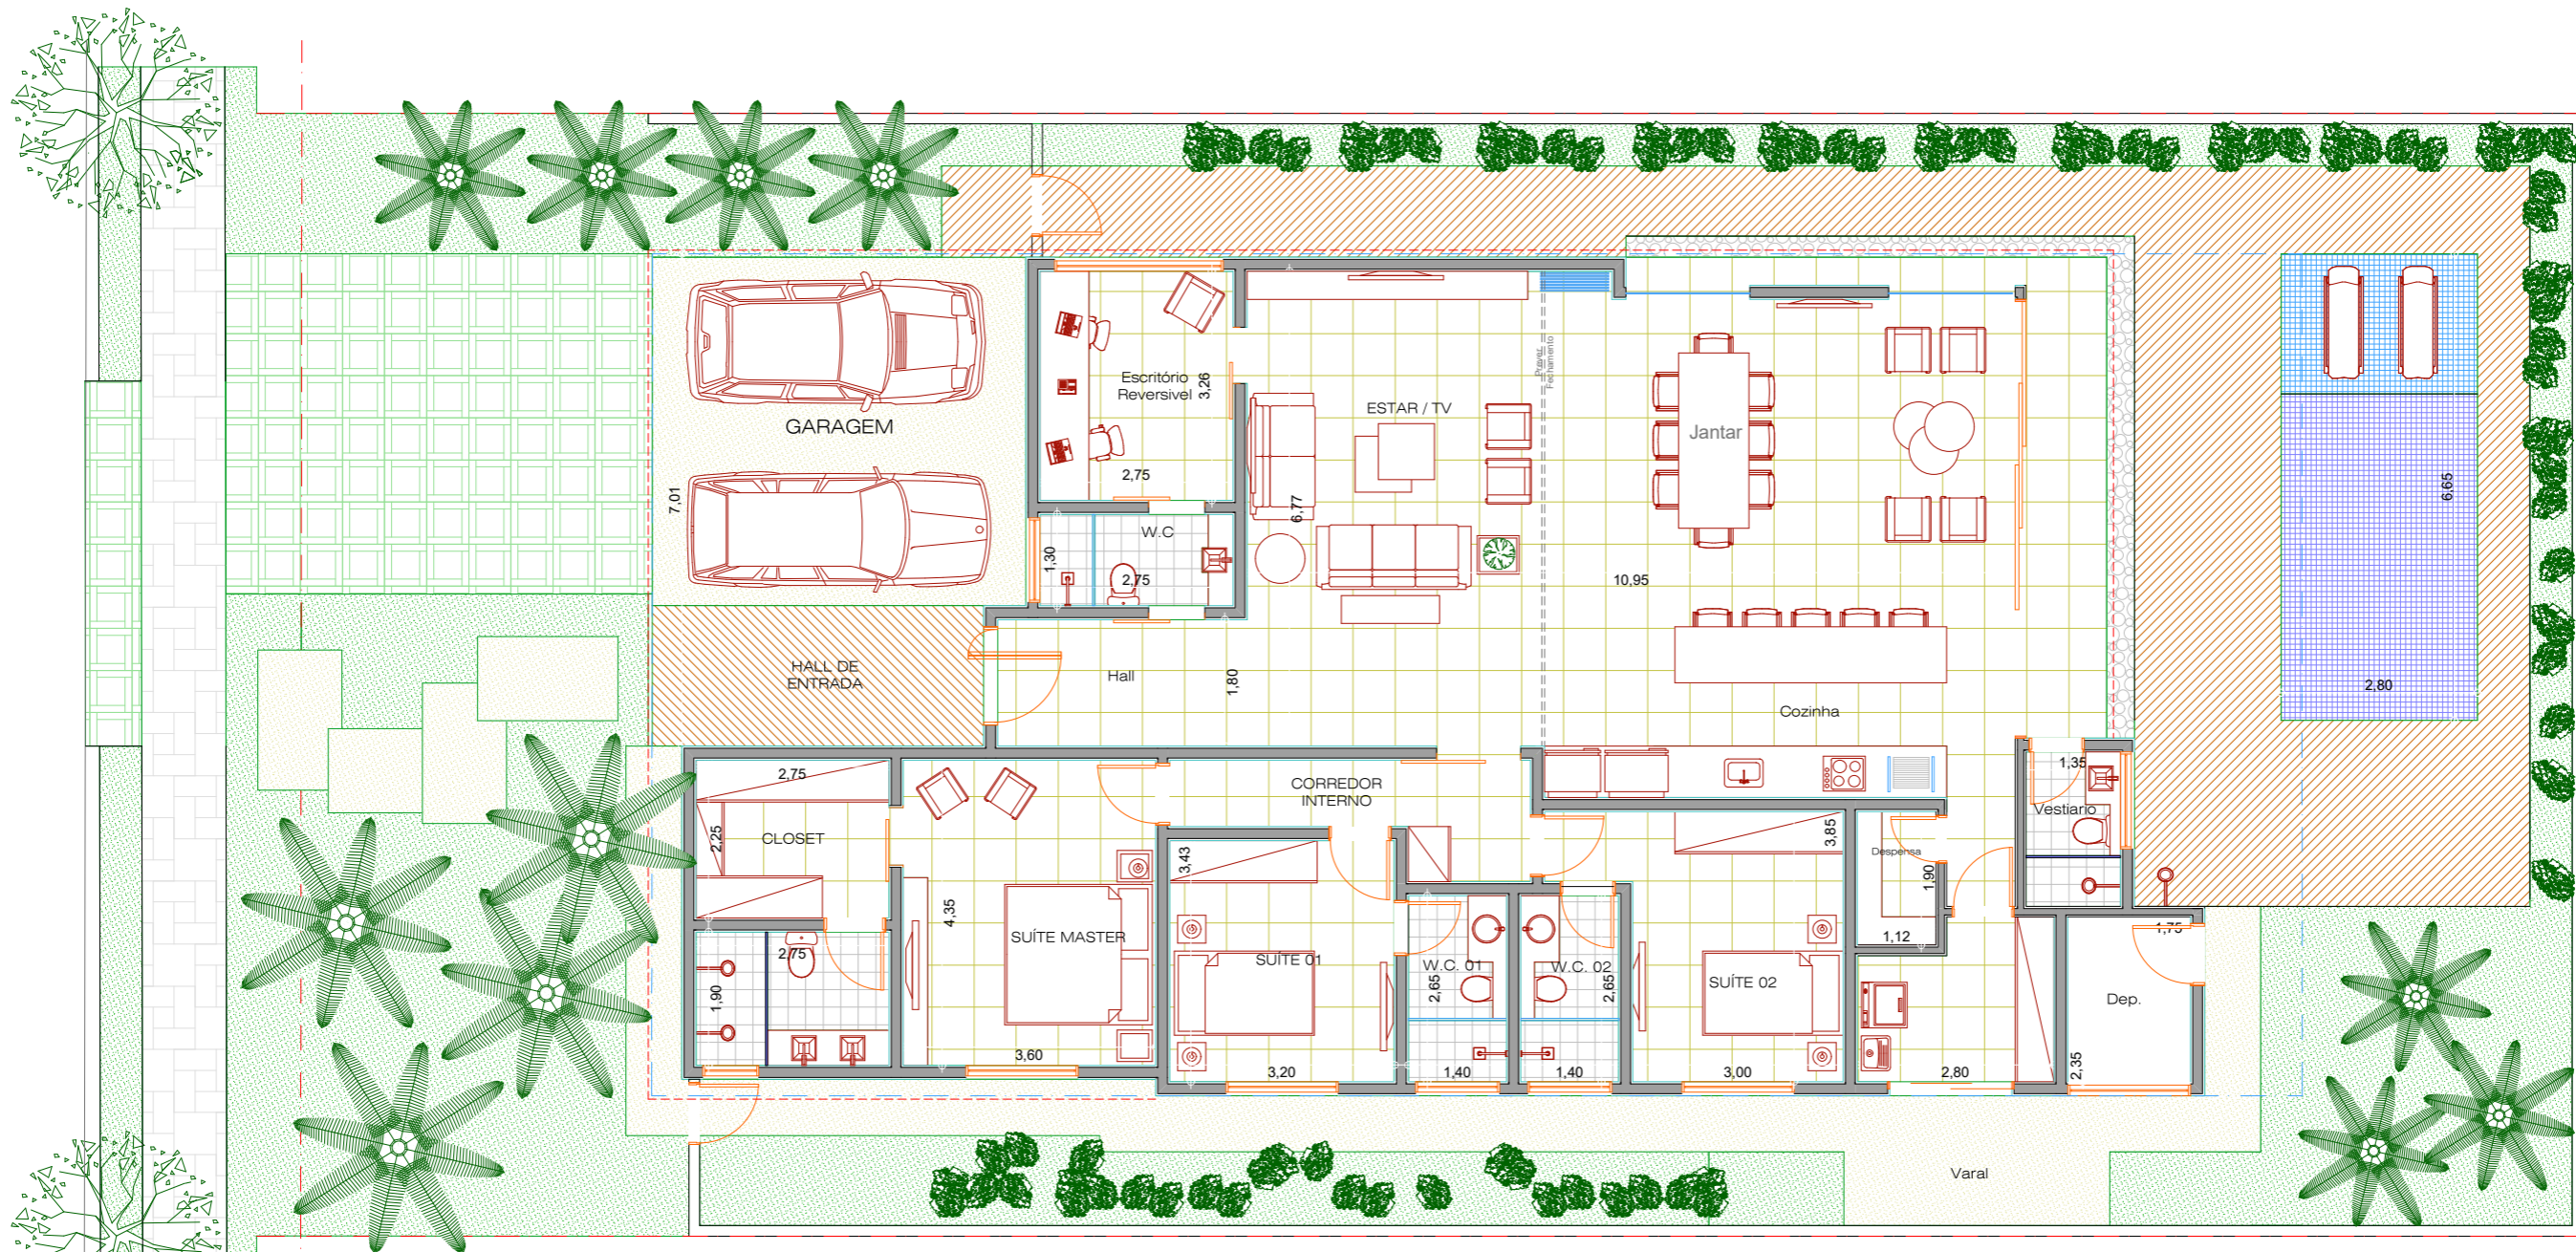 Escritório
Reversivel
3,26
2,75
GARAGEM
7,01
W.C
1,30
2,75
ESTAR / TV
6,77
Prever
Fechamento
Jantar
10,95
6,65
2,80
HALL DE
ENTRADA
Hall
1,80
Cozinha
2,75
2,25
CLOSET
CORREDOR
INTERNO
1,35
Vestiario
3,43
3,85
Despensa
1,90
4,35
SUÍTE MASTER
2,75
1,90
3,60
SUÍTE 01
3,20
W.C. 01
2,65
1,40
W.C. 02
2,65
1,40
SUÍTE 02
3,00
1,12
2,80
1,75
Dep.
2,35
Varal